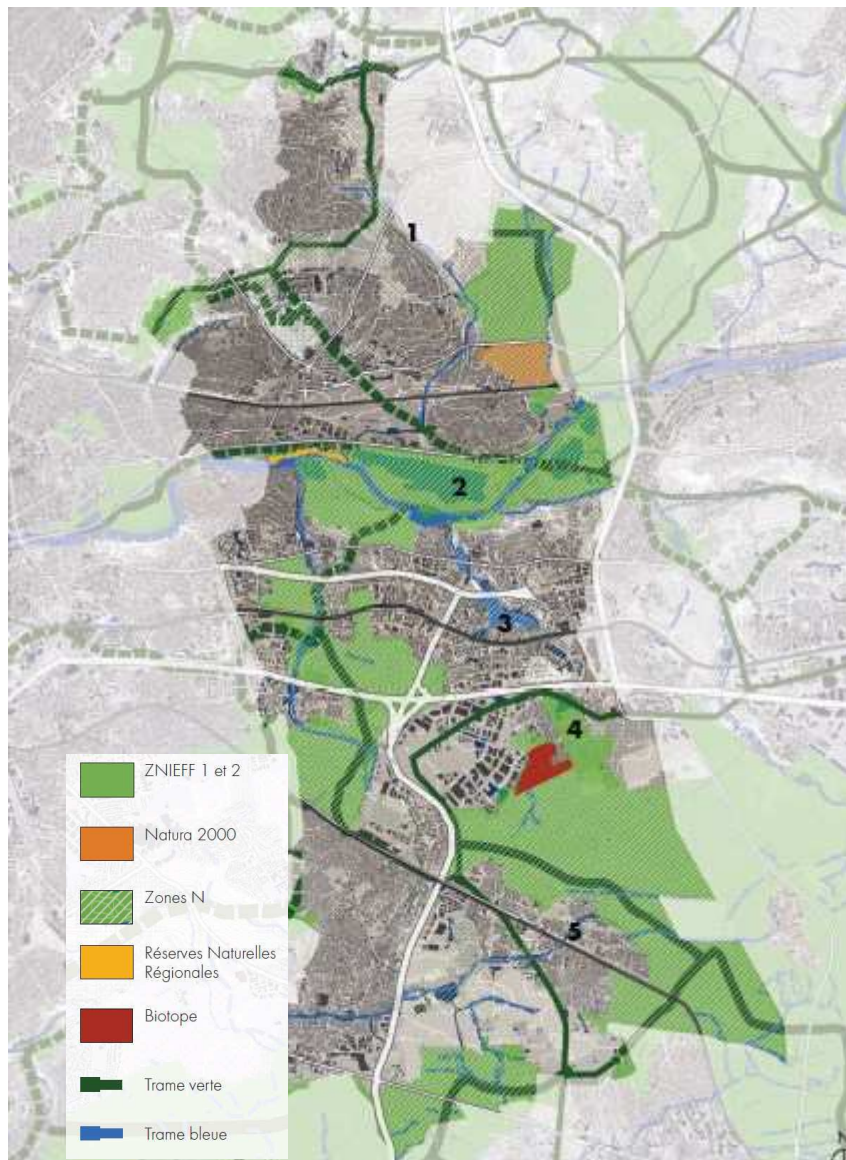 1
2
3
4
5
ZNIEFF 1 et 2
Natura 2000
Zones N
Réserves Naturelles
Régionales
Biotope
Trame verte
Trame bleue